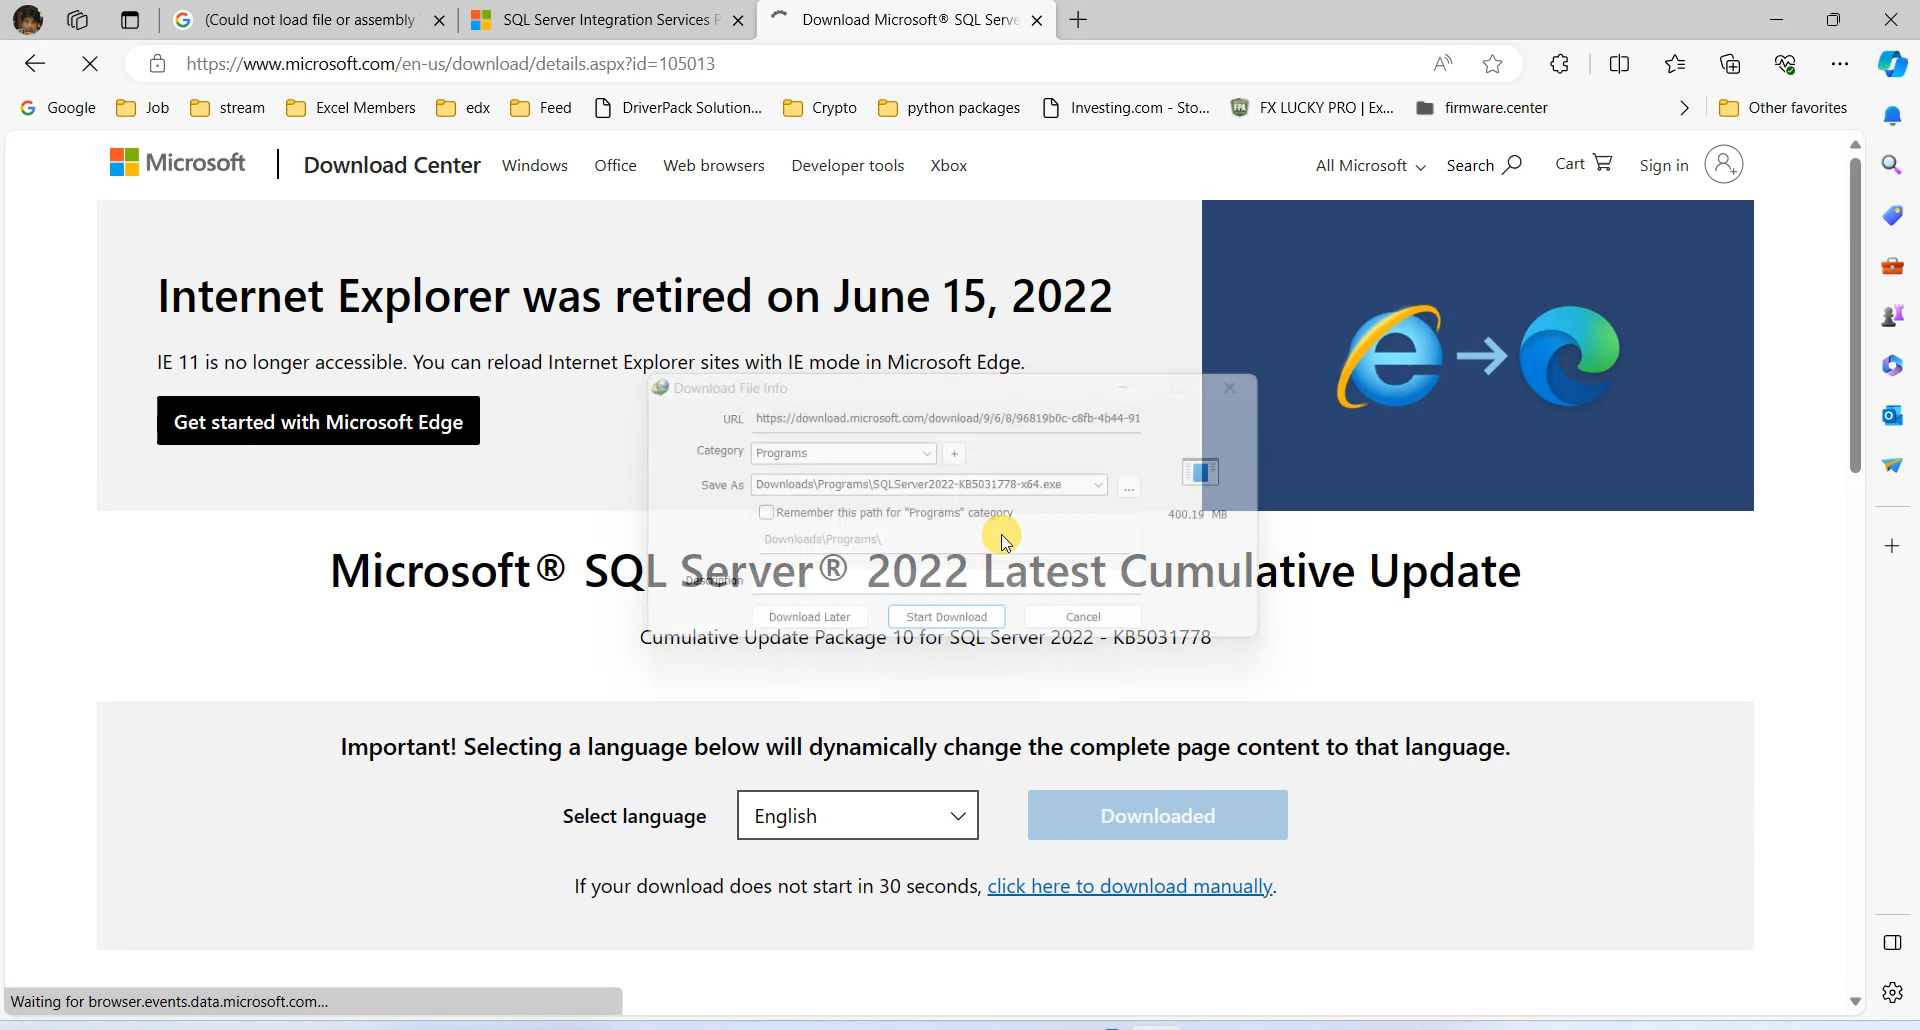 (Could not load file or assembly
SQL Server Integration Services P
Download Microsoft® SQL Serve
https://www.microsoft.com/en-us/download/details.aspx?id=105013
Google
Job
stream
Excel Members
edx
Feed
DriverPack Solution...
Crypto
python packages
Investing.com - Sto...
FX LUCKY PRO | Ex...
firmware.center
Other favorites
Microsoft
Download Center
Windows
Office
Web browsers
Developer tools
Xbox
All Microsoft
Search
Cart
Sign in
Internet Explorer was retired on June 15, 2022
IE 11 is no longer accessible. You can reload Internet Explorer sites with IE mode in Microsoft Edge.
Get started with Microsoft Edge
Download File Info
URL https://download.microsoft.com/download/9/6/8/96819b0c-c8fb-4b44-91
Category Programs +
Save As Downloads\Programs\SQLServer2022-KB5031778-x64.exe ...
Remember this path for "Programs" category
400.19 MB
Downloads\Programs\
Description
Download Later Start Download Cancel
Microsoft® SQL Server® 2022 Latest Cumulative Update
Cumulative Update Package 10 for SQL Server 2022 - KB5031778
Important! Selecting a language below will dynamically change the complete page content to that language.
Select language English Downloaded
If your download does not start in 30 seconds, click here to download manually.
Waiting for browser.events.data.microsoft.com...